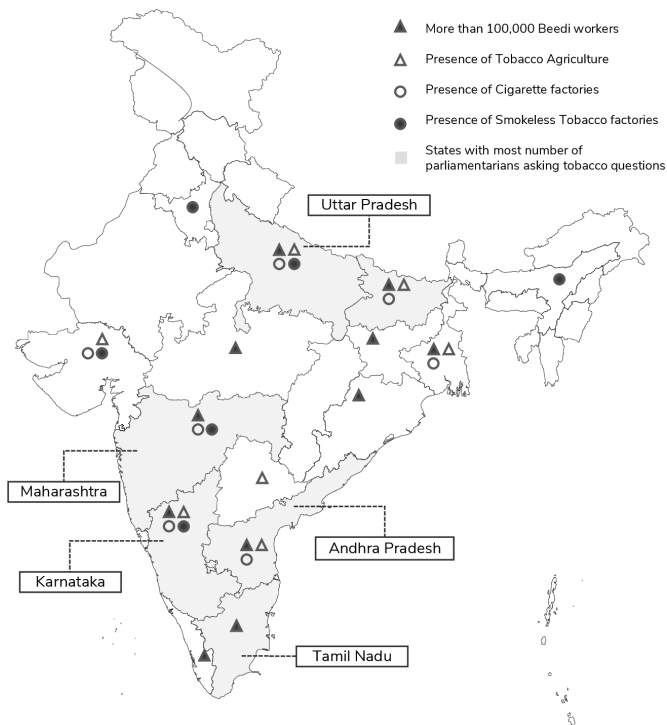 More than 100,000 Beedi workers
Presence of Tobacco Agriculture
Presence of Cigarette factories
Presence of Smokeless Tobacco factories
States with most number of
parliamentarians asking tobacco questions
Uttar Pradesh
Maharashtra
Andhra Pradesh
Karnataka
Tamil Nadu